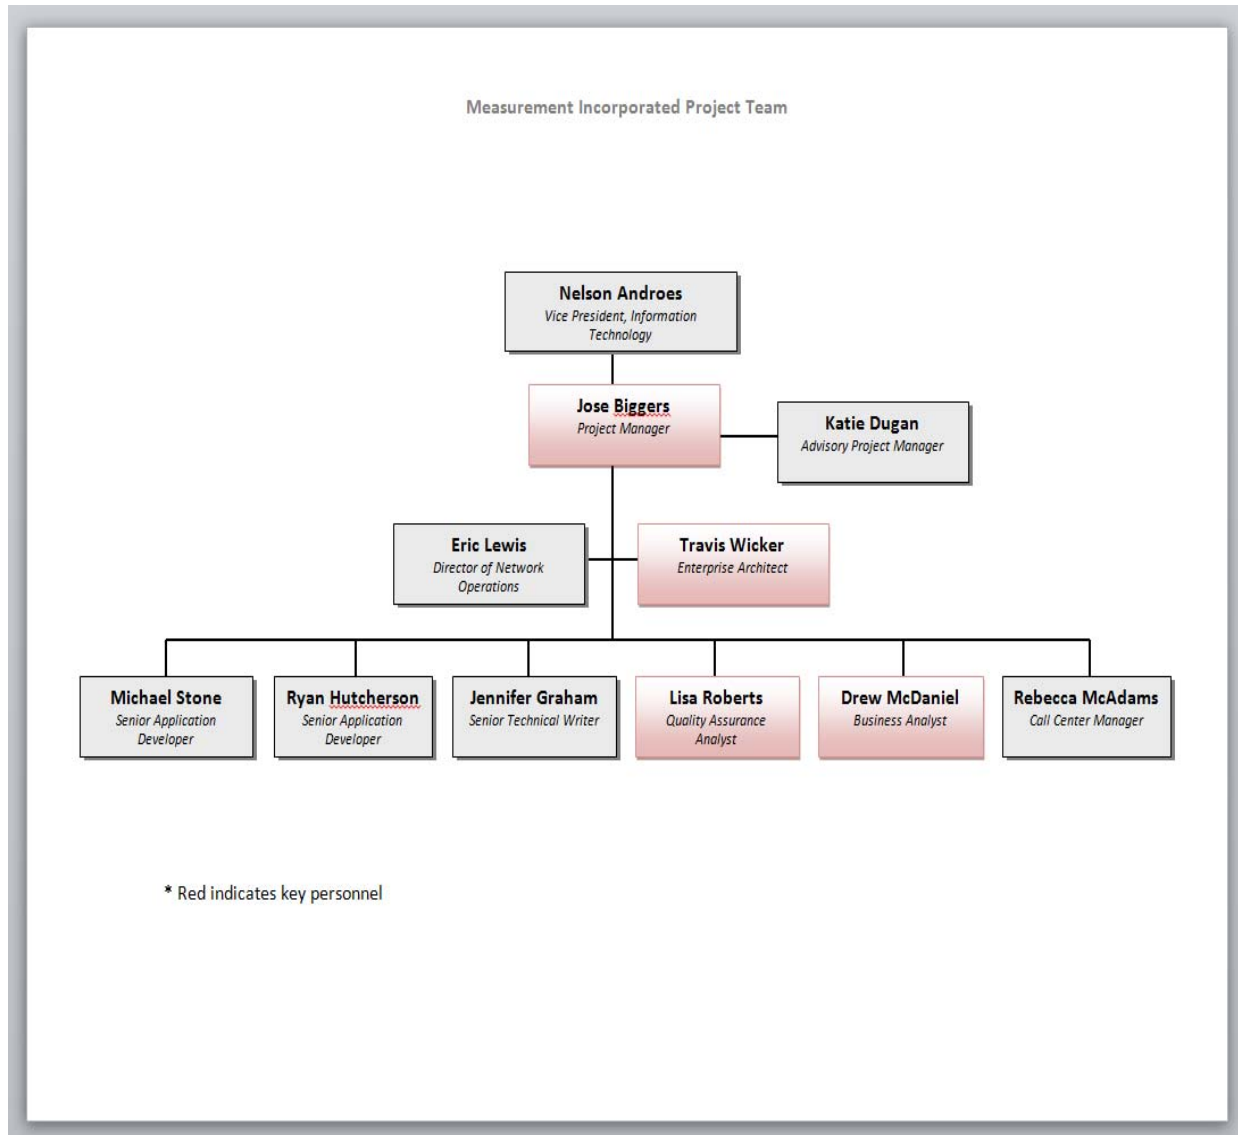 Measurement Incorporated Project Team
Nelson Androes
Vice President, Information
Technology
Jose Biggers
Project Manager
Katie Dugan
Advisory Project Manager
Eric Lewis
Director of Network
Operations
Travis Wicker
Enterprise Architect
Michael Stone
Senior Application
Developer
Ryan Hutcherson
Senior Application
Developer
Jennifer Graham
Senior Technical Writer
Lisa Roberts
Quality Assurance
Analyst
Drew McDaniel
Business Analyst
Rebecca McAdams
Call Center Manager
* Red indicates key personnel